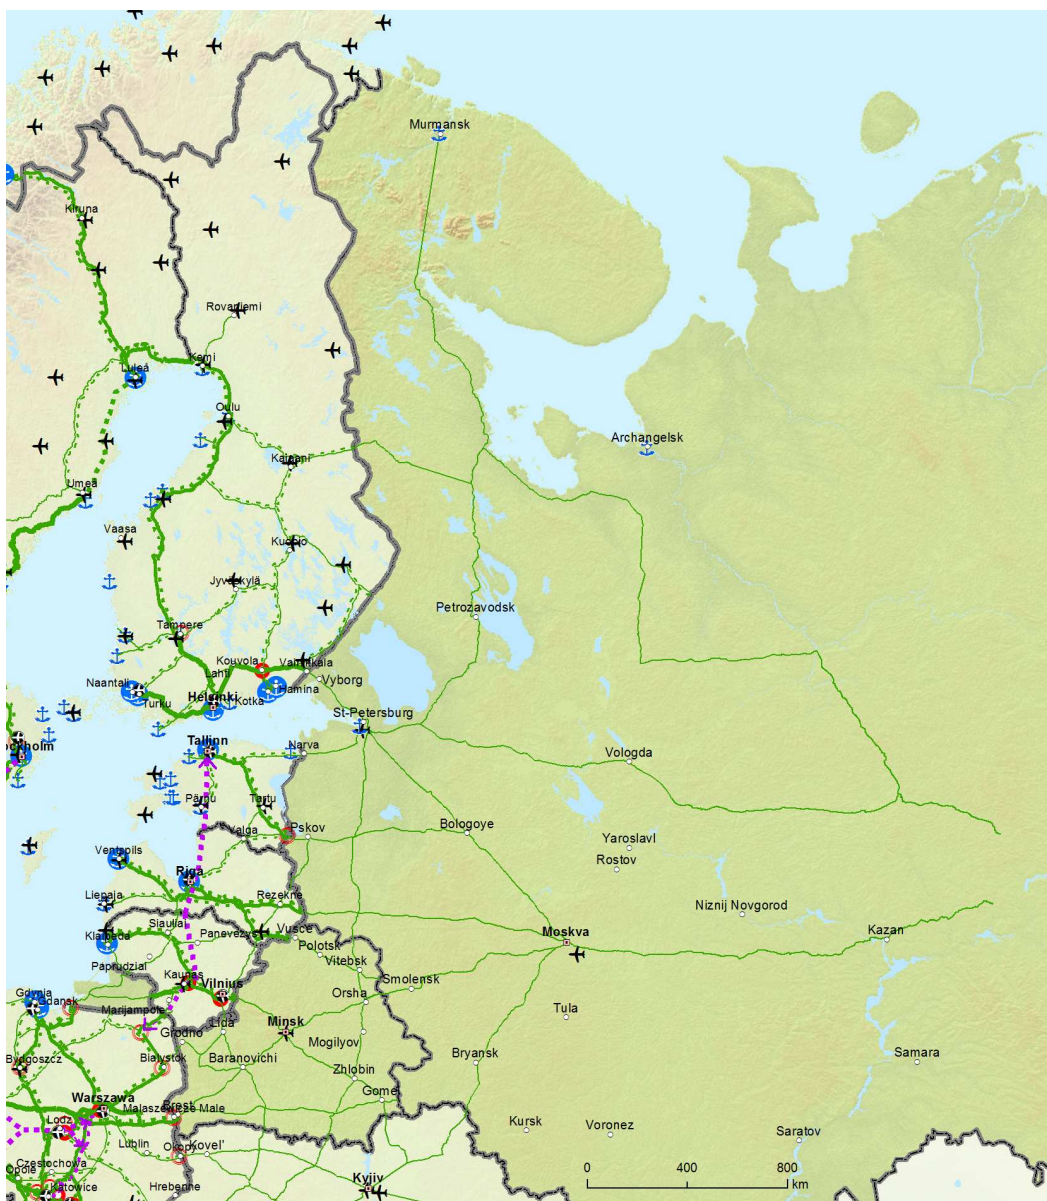 Murmansk
Kiruna
Rovaniemi
Kemi
Luleå
Oulu
Archangelsk
Kajaani
Umeå
Vaasa
Kuopio
Jyväskylä
Petrozavodsk
Tampere
Kouvola
Vainikkala
Lahti
Vyborg
Naantali
Hamina
Helsinki
Kotka
Turku
St-Petersburg
Tallinn
Narva
Vologda
ockholm
Pärnu
Tartu
Valga
Pskov
Bologoye
Yaroslavl
Ventspils
Rostov
Riga
Liepaja
Rezekne
Niznij Novgorod
Siauliai
Vusce
Moskva
Kazan
Klaipeda
Panevezys
Polotsk
Paprudziai
Vitebsk
Kaunas
Vilnius
Smolensk
Gdynia
Gdansk
Orsha
Marijampole
Tula
Lida
Minsk
Grodno
Mogilyov
Bydgoszcz
Bialystok
Baranovichi
Bryansk
Samara
Zhlobin
Gomel
Warszawa
Malaszewicze Male
Brest
Lodz
Kursk
Voronez
Saratov
Lublin
Okopy
Kovel'
Czestochowa
Opole
Katowice
Hrebenne
Kyjiv
0 400 800
km